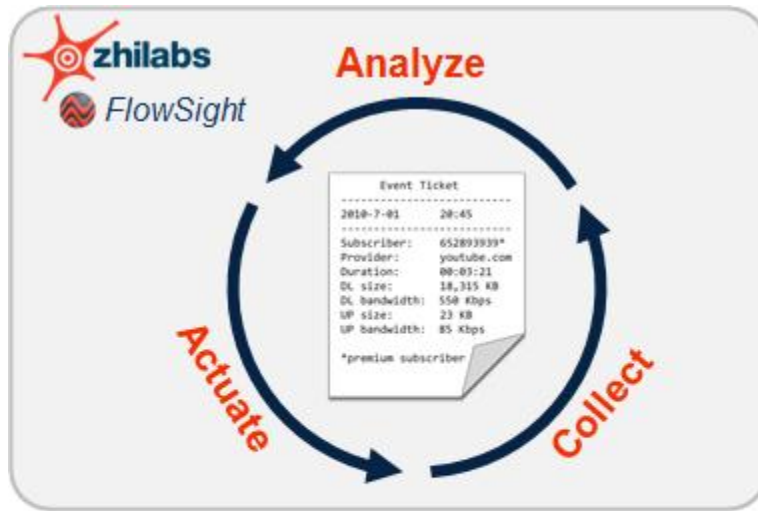 zhilabs
FlowSight
Analyze
Event Ticket
----------------------------
2010-7-01 20:45
----------------------------
Subscriber: 652893939*
Provider: youtube.com
Duration: 00:03:21
DL size: 18,315 KB
DL bandwidth: 550 Kbps
UP size: 23 KB
UP bandwidth: 85 Kbps
*premium subscriber
Actuate
Collect